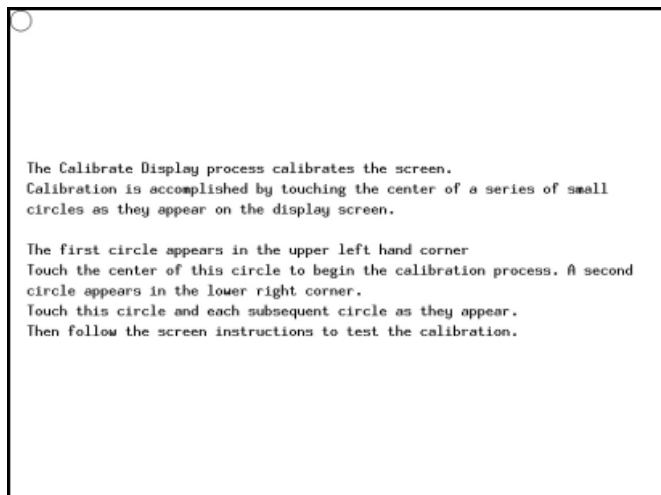 The Calibrate Display process calibrates the screen.
Calibration is accomplished by touching the center of a series of small
circles as they appear on the display screen.
The first circle appears in the upper left hand corner
Touch the center of this circle to begin the calibration process. A second
circle appears in the lower right corner.
Touch this circle and each subsequent circle as they appear.
Then follow the screen instructions to test the calibration.